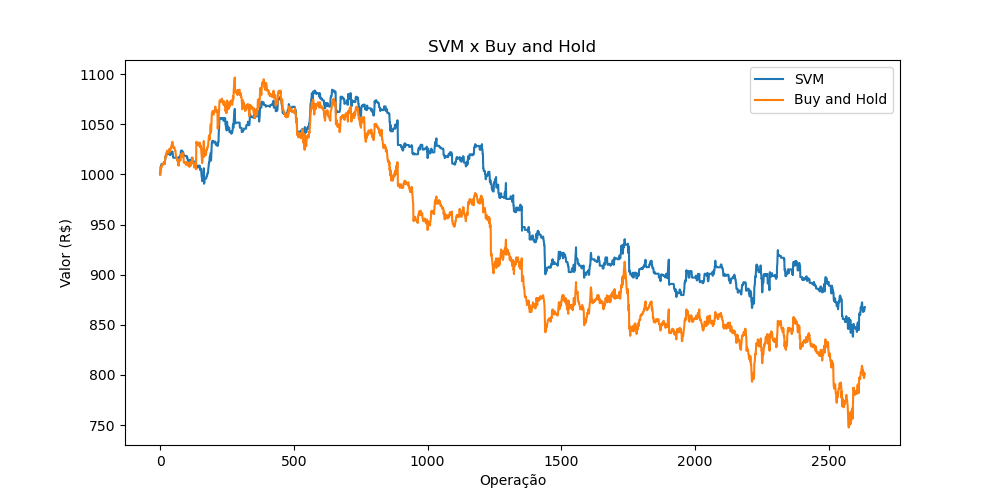 SVM x Buy and Hold
SVM
Buy and Hold
Valor (R$)
1100
1050
1000
950
900
850
800
750
0 500 1000 1500 2000 2500
Operação